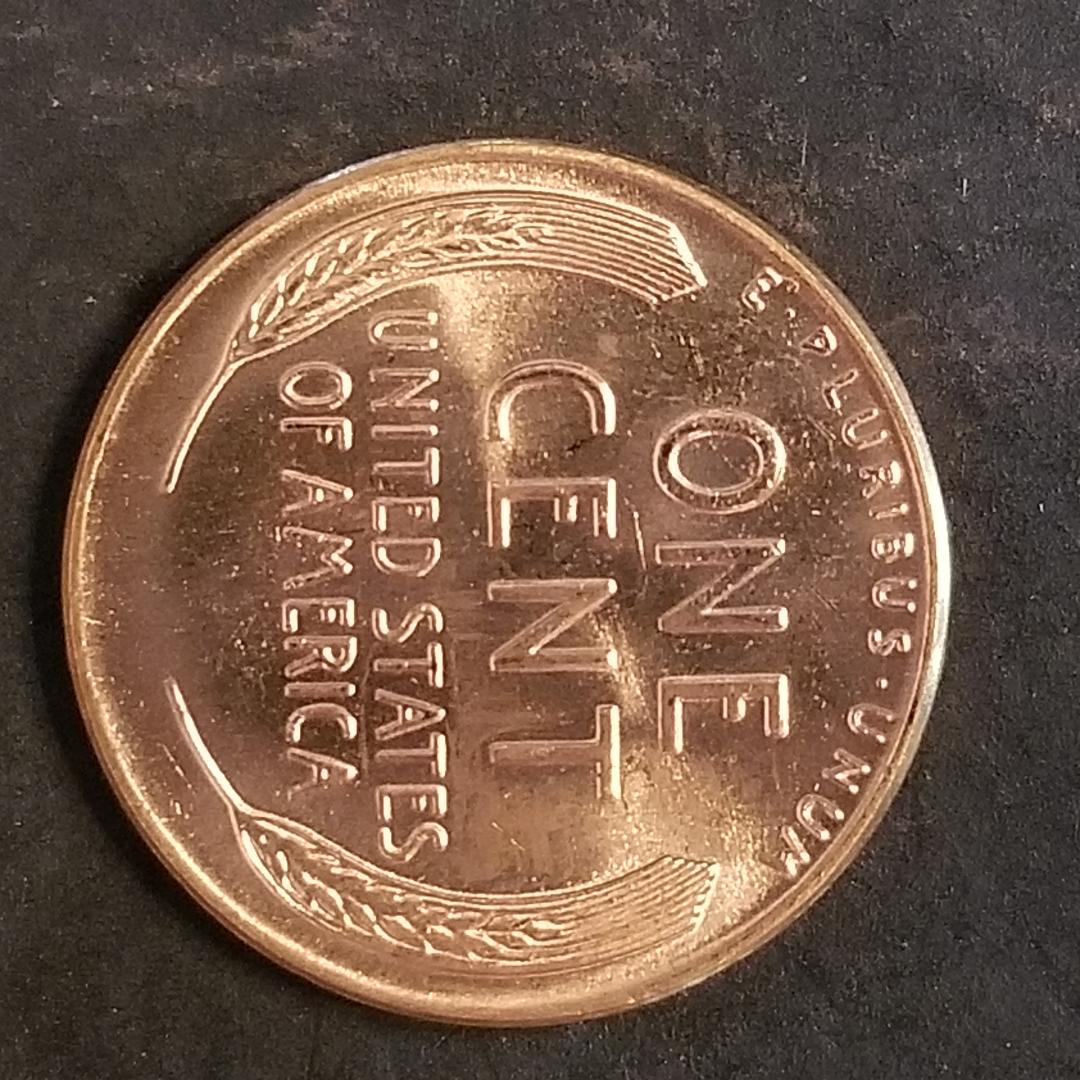 E·PLURIBUS·UNUM
ONE
CENT
UNITED STATES
OF AMERICA